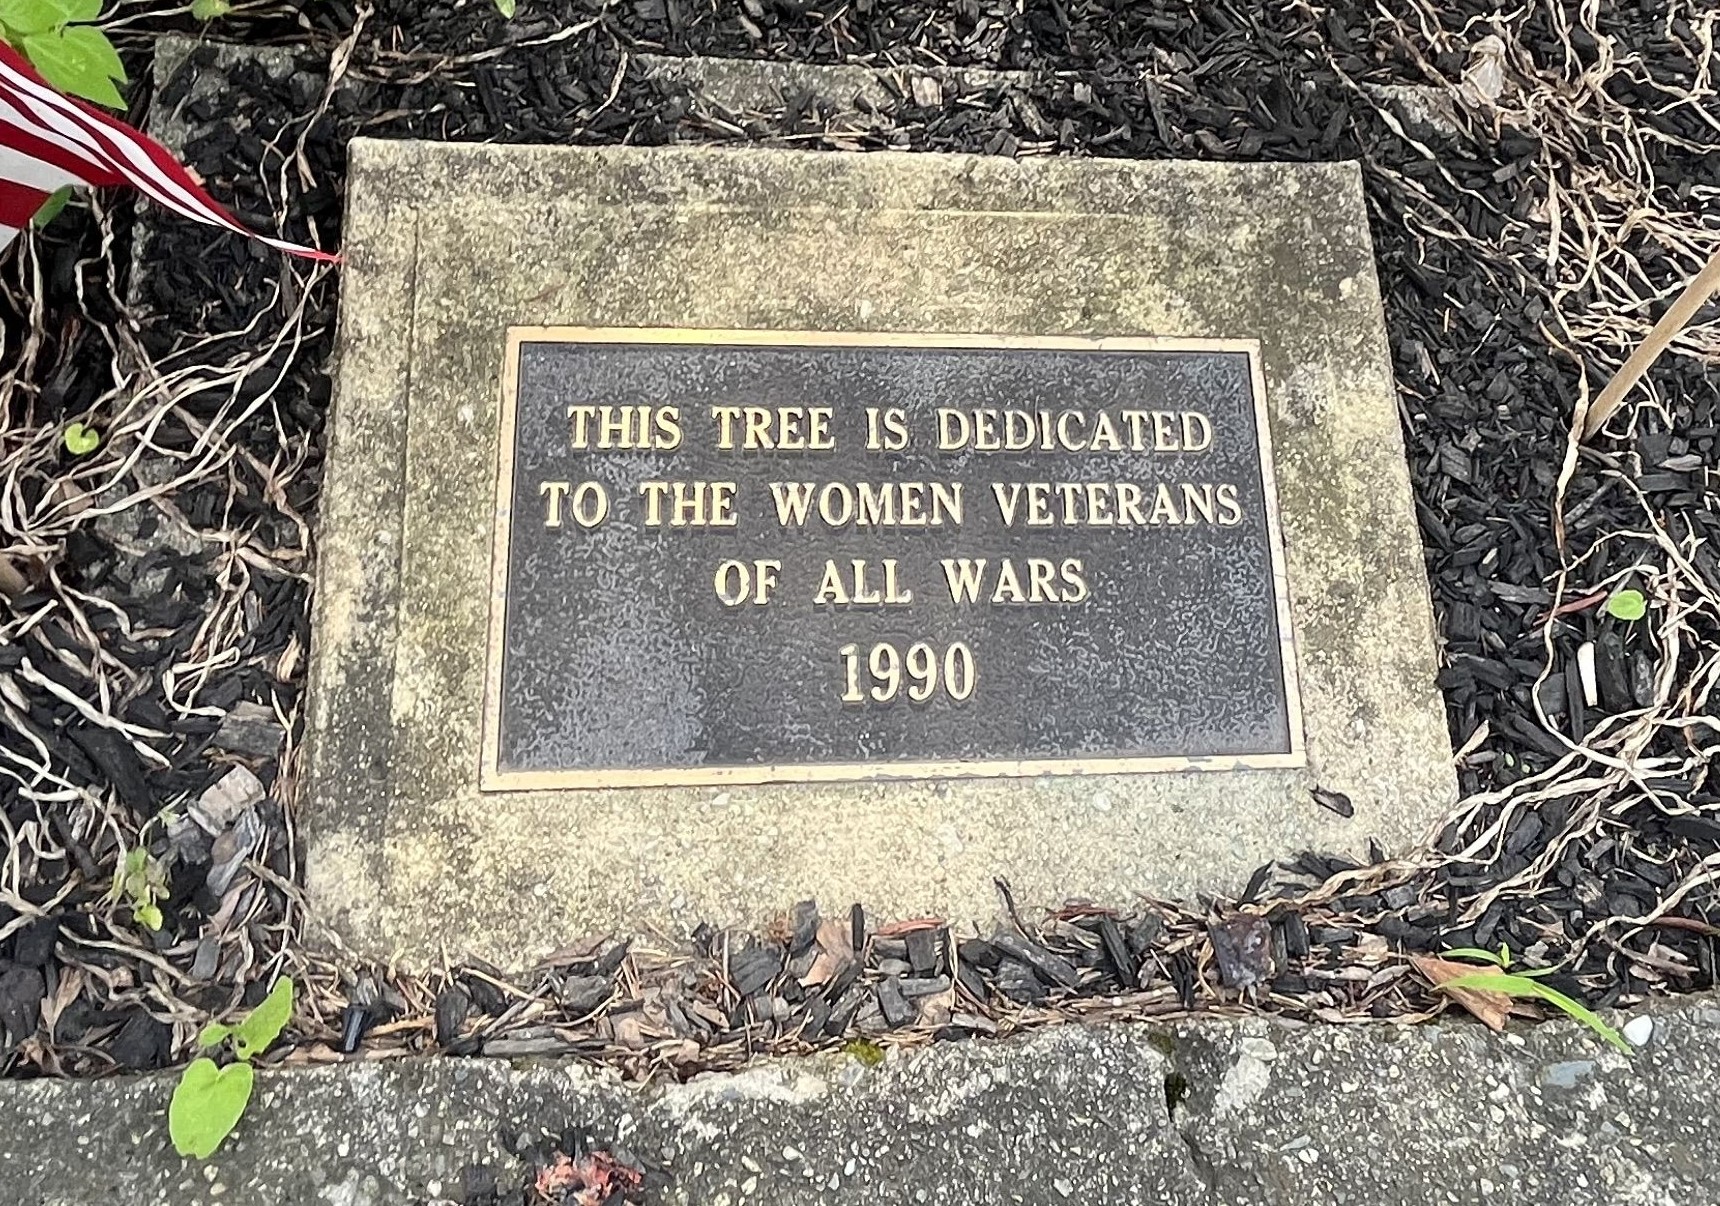 THIS TREE IS DEDICATED
TO THE WOMEN VETERANS
OF ALL WARS
1990